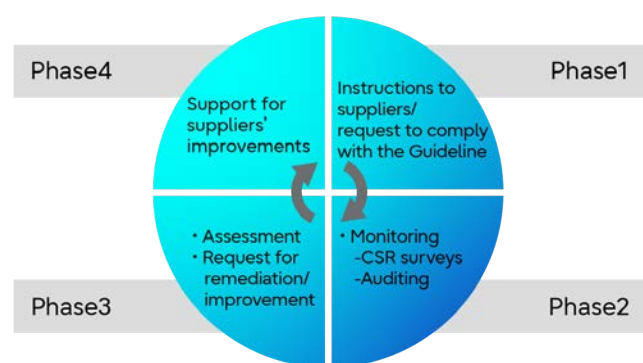 Phase4
Support for
suppliers'
improvements
Phase1
Instructions to
suppliers/
request to comply
with the Guideline
Phase3
・Assessment
・Request for
remediation/
improvement
Phase2
・Monitoring
-CSR surveys
-Auditing